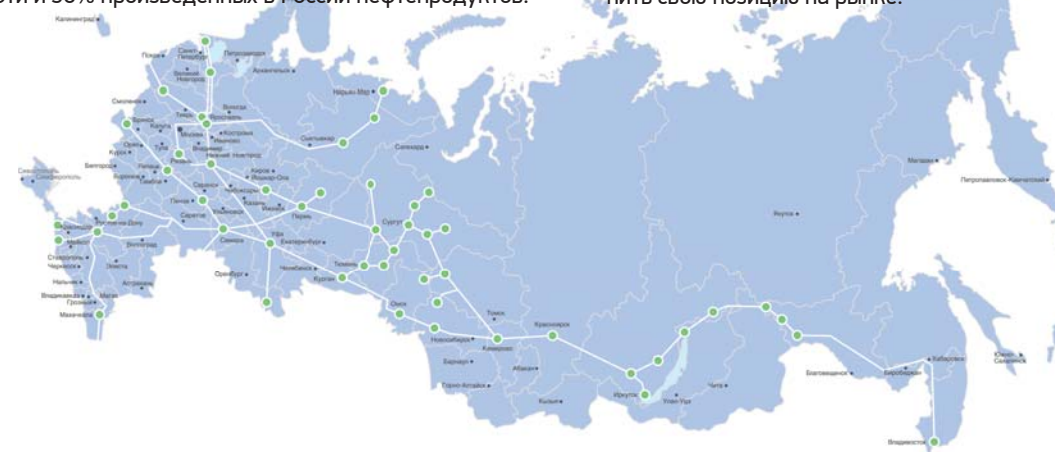 ти и 56% произведенных в России нефтепродуктов.
пить свою позицию на рынке.
Калининград
Санкт-
Петербург
Петрозаводск
Псков
Великий
Новгород
Архангельск
Нарьян-Мар
Смоленск
Тверь
Вологда
Ярославль
Брянск
Калуга
Москва
Кострома
Иваново
Сыктывкар
Орел
Тула
Владимир
Салехард
Курск
Рязань
Нижний Новгород
Магадан
Белгород
Липецк
Киров
Йошкар-Ола
Петропавловск-Камчатский
Воронеж
Тамбов
Саранск
Чебоксары
Казань
Севастополь
Симферополь
Пенза
Ульяновск
Ижевск
Пермь
Сургут
Якутск
Саратов
Краснодар
Ростов-на-Дону
Самара
Уфа
Екатеринбург
Майкоп
Волгоград
Ставрополь
Черкесск
Элиста
Оренбург
Челябинск
Тюмень
Курган
Нальчик
Астрахань
Владикавказ
Магас
Грозный
Махачкала
Омск
Томск
Новосибирск
Кемерово
Красноярск
Барнаул
Абакан
Горно-Алтайск
Кызыл
Иркутск
Улан-Удэ
Чита
Благовещенск
Биробиджан
Хабаровск
Южно-
Сахалинск
Владивосток